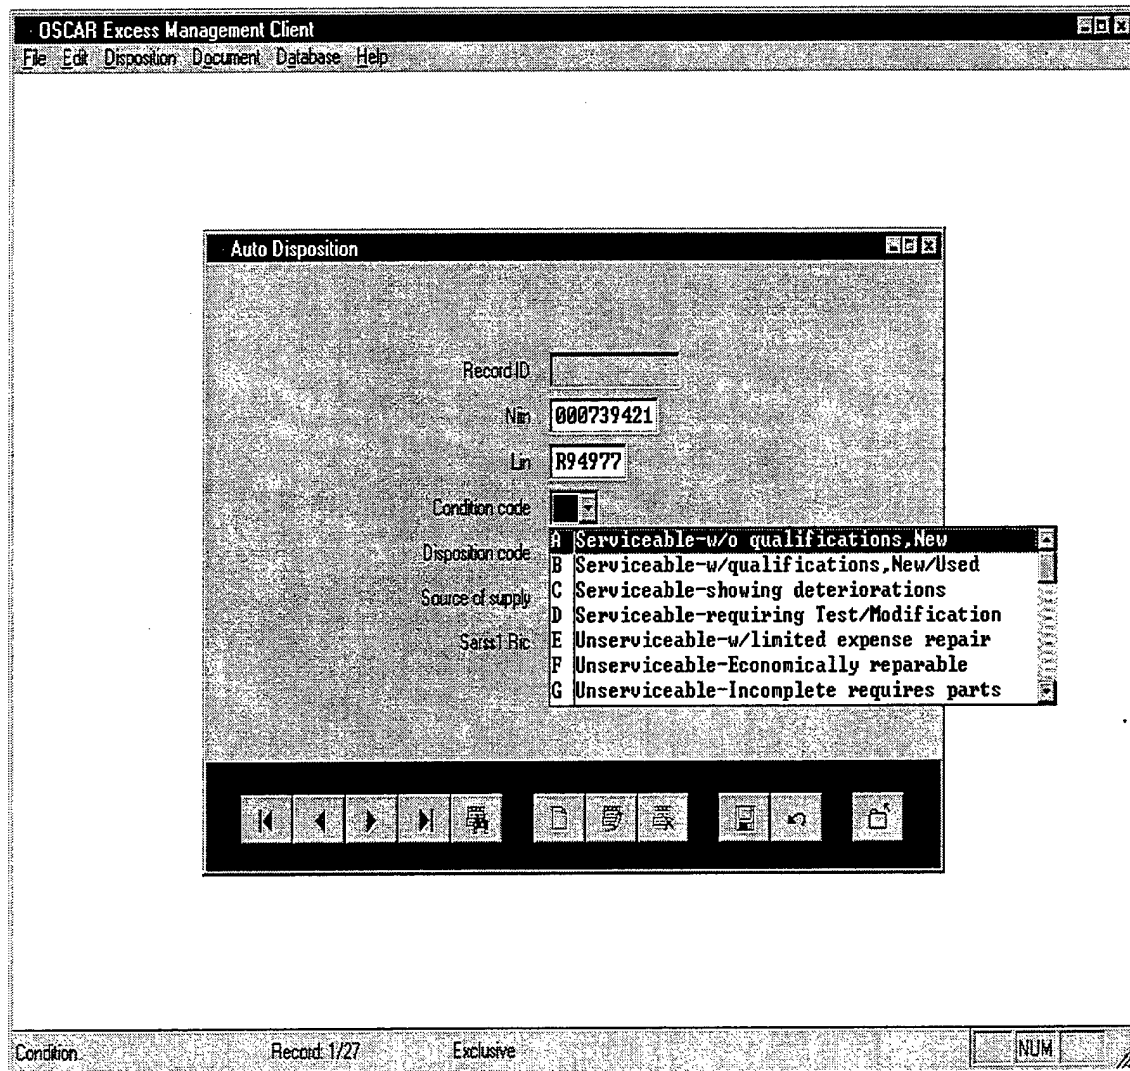 OSCAR Excess Management Client
File Edit Disposition Document Database Help
Auto Disposition
Record ID
Niin 000739421
Lin R94977
Condition code
A Serviceable-w/o qualifications,New
Disposition code
B Serviceable-w/qualifications,New/Used
C Serviceable-showing deteriorations
Source of supply
D Serviceable-requiring Test/Modification
Sarss1 Ric
E Unserviceable-w/limited expense repair
F Unserviceable-Economically reparable
G Unserviceable-Incomplete requires parts
Condition Record: 1/27 Exclusive NUM